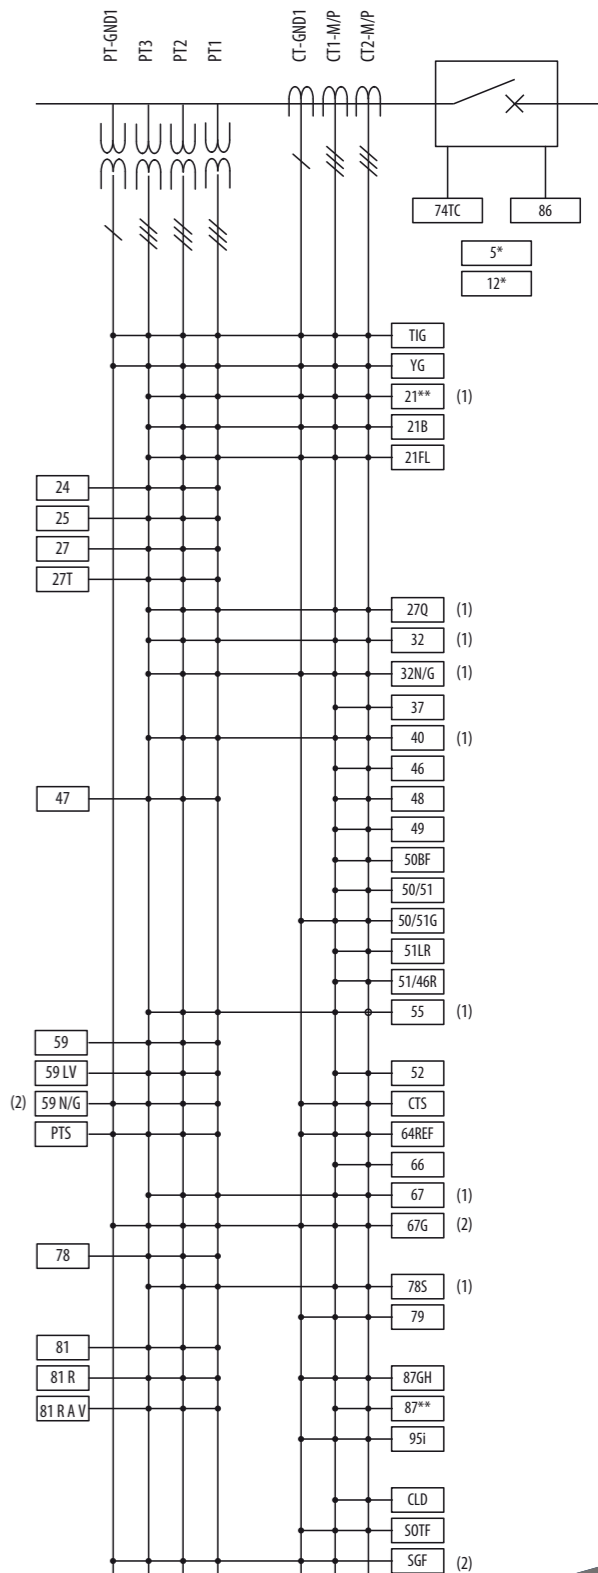 PT-GND1 PT3 PT2 PT1 CT-GND1 CT1-M/P CT2-M/P
74TC 86
5*
12*
TIG
YG
21** (1)
21B
21FL
24
25
27
27T
27Q (1)
32 (1)
32N/G (1)
37
40 (1)
46
47 48
49
50BF
50/51
50/51G
51LR
51/46R
55 (1)
59
59 LV 52
(2) 59 N/G CTS
PTS 64REF
66
67 (1)
67G (2)
78
78S (1)
79
81
81 R 87GH
81 R A V 87**
95i
CLD
SOTF
SGF (2)